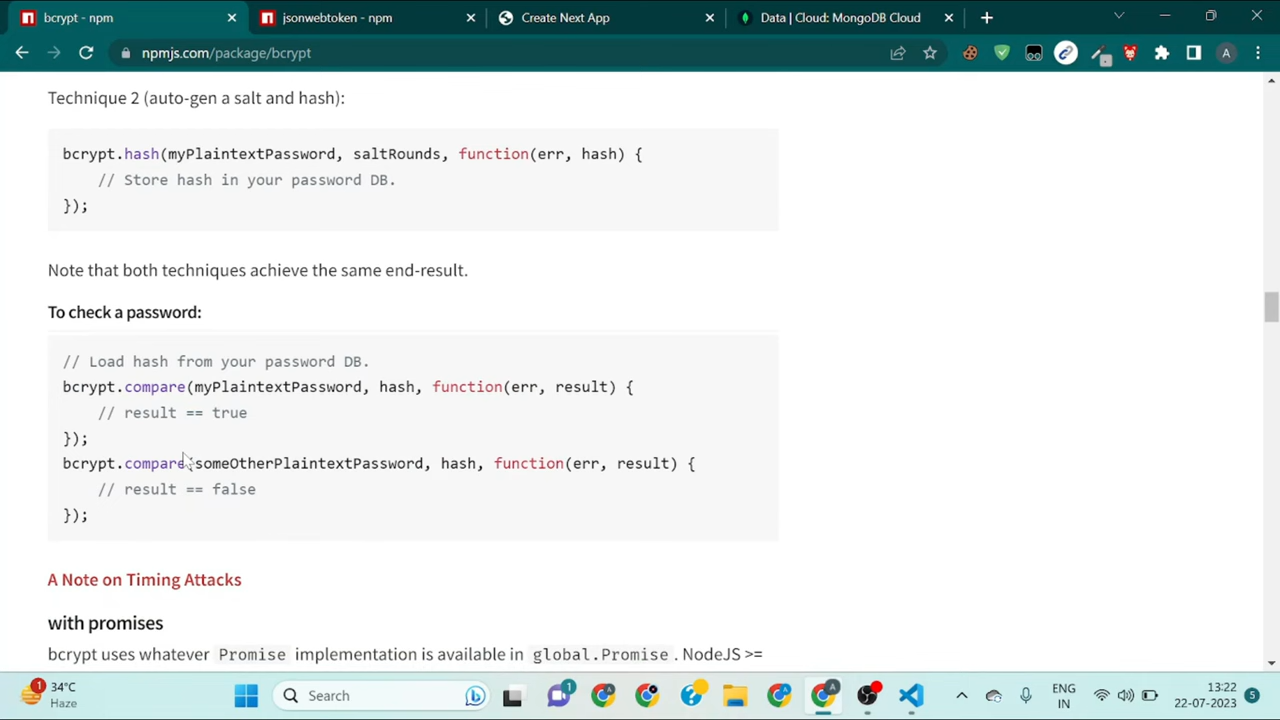 bcrypt - npm
jsonwebtoken - npm
Create Next App
Data | Cloud: MongoDB Cloud
npmjs.com/package/bcrypt
A
Technique 2 (auto-gen a salt and hash):
bcrypt.hash(myPlaintextPassword, saltRounds, function(err, hash) {
// Store hash in your password DB.
});
Note that both techniques achieve the same end-result.
To check a password:
// Load hash from your password DB.
bcrypt.compare(myPlaintextPassword, hash, function(err, result) {
// result == true
});
bcrypt.compare(someOtherPlaintextPassword, hash, function(err, result) {
// result == false
});
A Note on Timing Attacks
with promises
bcrypt uses whatever Promise implementation is available in global.Promise. NodeJS >=
1
34°C
Haze
Search
1
ENG
IN
13:22
22-07-2023
5